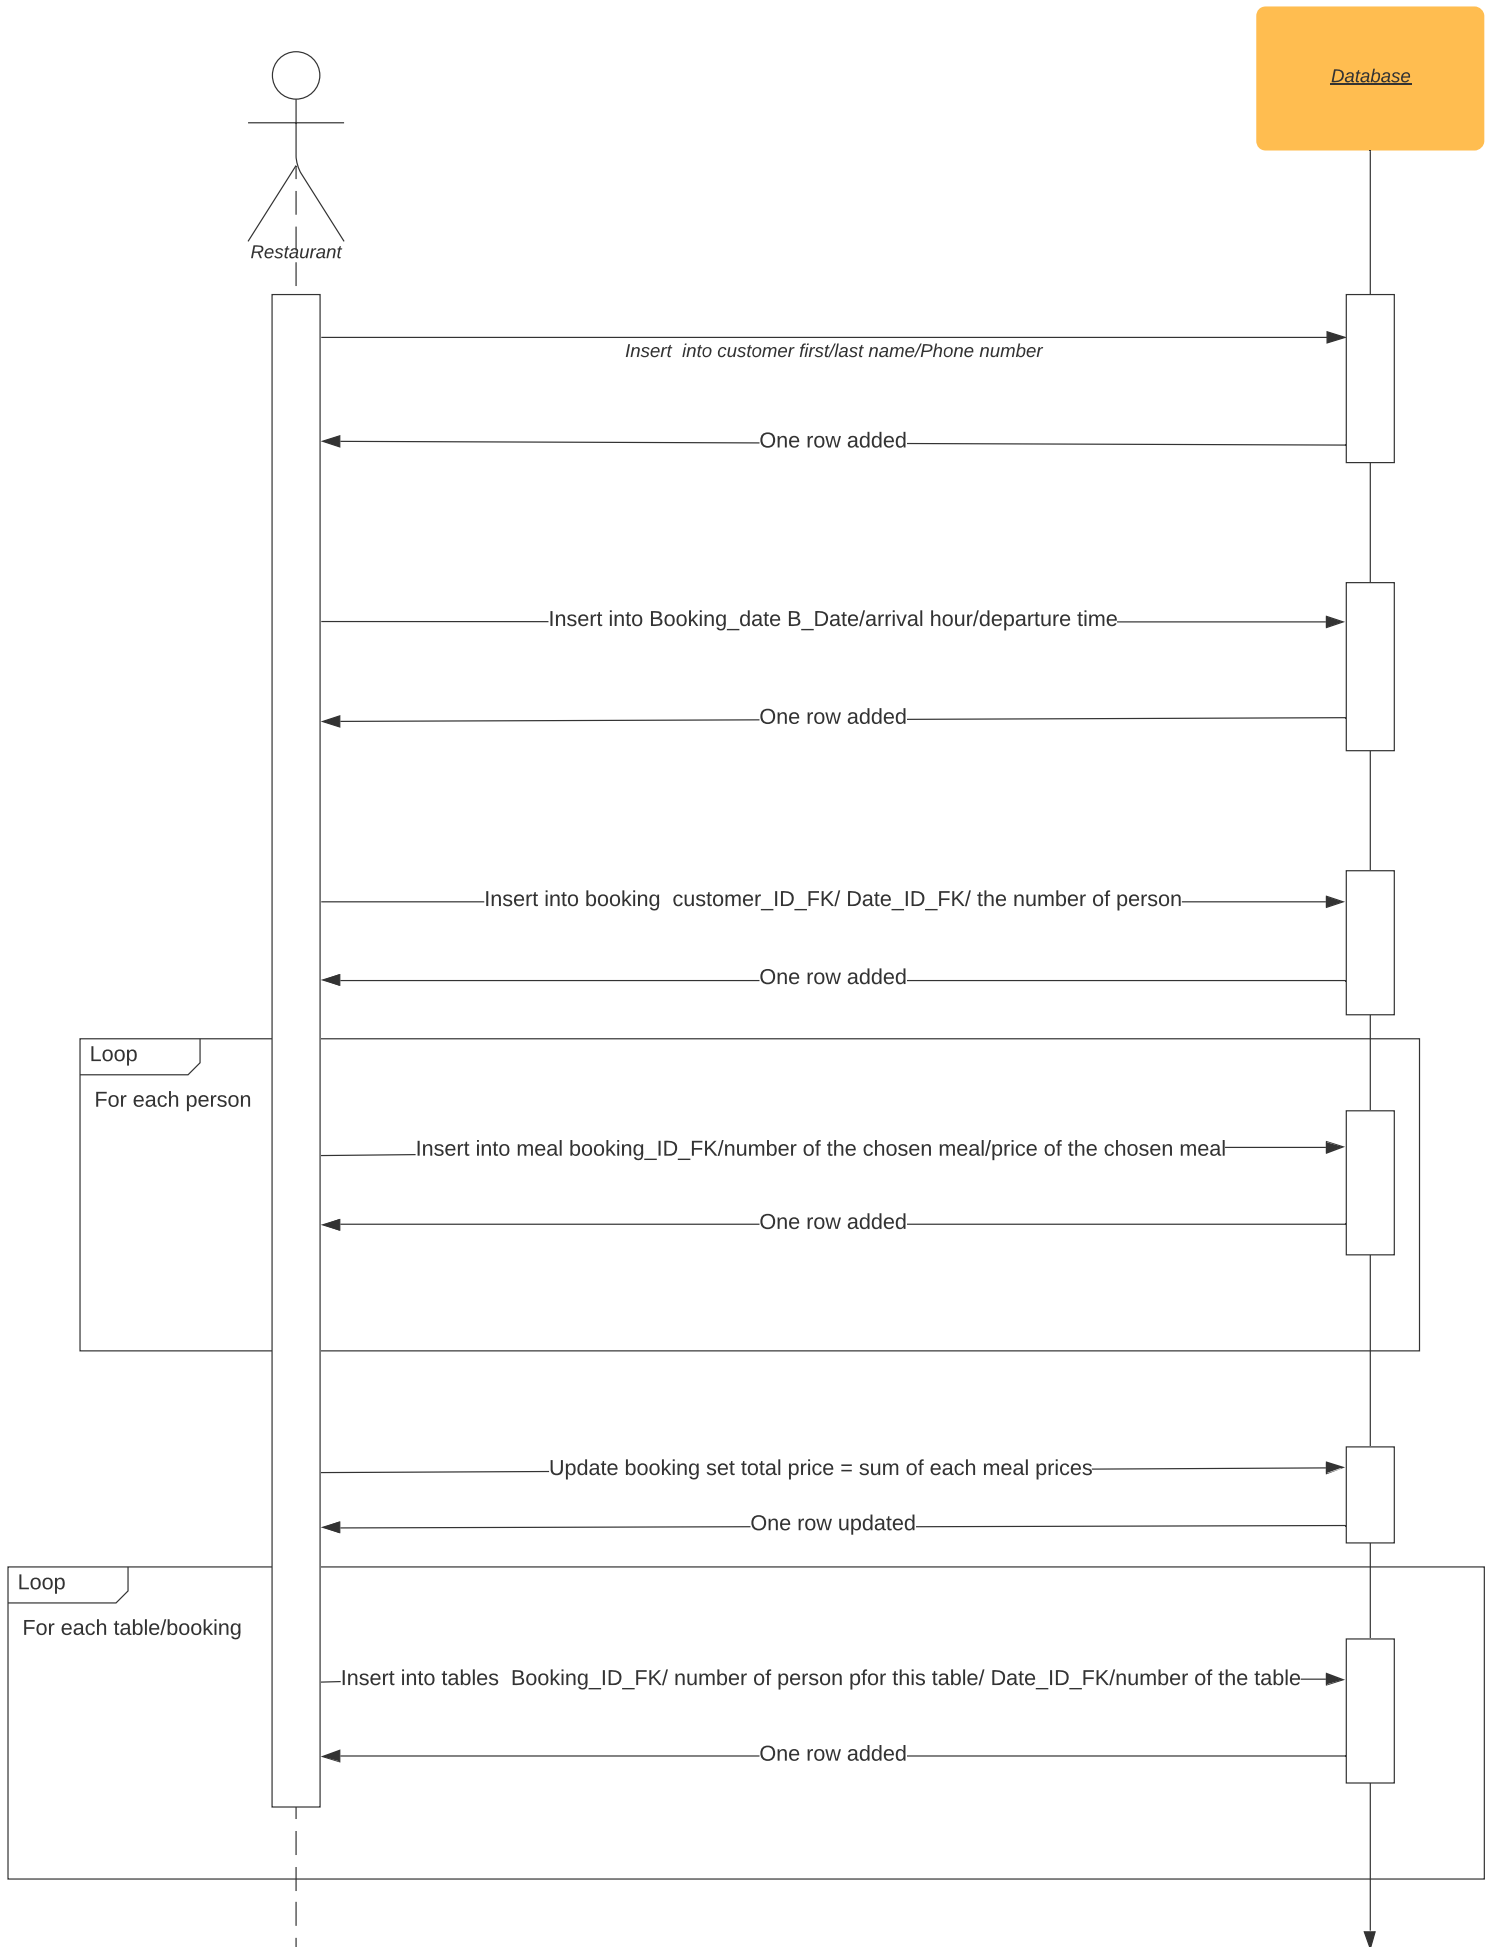 Database
Restaurant
Insert  into customer first/last name/Phone number
One row added
Insert into Booking_date B_Date/arrival hour/departure time
One row added
Insert into booking  customer_ID_FK/ Date_ID_FK/ the number of person
One row added
Loop
For each person
Insert into meal booking_ID_FK/number of the chosen meal/price of the chosen meal
One row added
Update booking set total price = sum of each meal prices
One row updated
Loop
For each table/booking
Insert into tables  Booking_ID_FK/ number of person pfor this table/ Date_ID_FK/number of the table
One row added